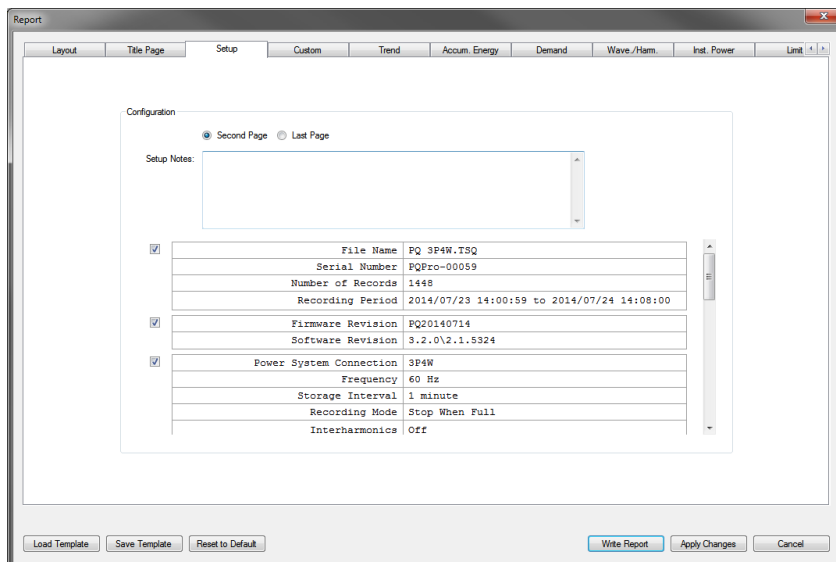 Report
Layout Title Page Setup Custom Trend Accum. Energy Demand Wave./Harm. Inst. Power Limit
Configuration
Second Page Last Page
Setup Notes:
File Name PQ 3P4W.TSQ
Serial Number PQPro-00059
Number of Records 1448
Recording Period 2014/07/23 14:00:59 to 2014/07/24 14:08:00
Firmware Revision PQ20140714
Software Revision 3.2.0\2.1.5324
Power System Connection 3P4W
Frequency 60 Hz
Storage Interval 1 minute
Recording Mode Stop When Full
Interharmonics Off
Load Template Save Template Reset to Default Write Report Apply Changes Cancel